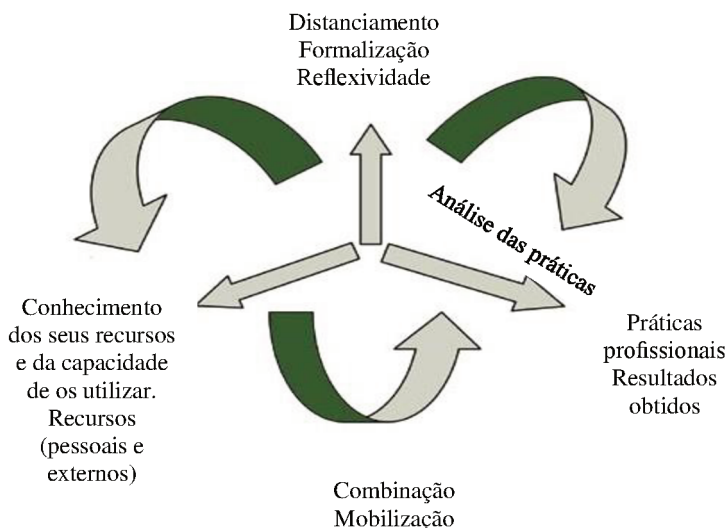 Distanciamento
Formalização
Reflexividade
Análise das práticas
Conhecimento
dos seus recursos
e da capacidade
de os utilizar.
Recursos
(pessoais e
externos)
Práticas
profissionais
Resultados
obtidos
Combinação
Mobilização